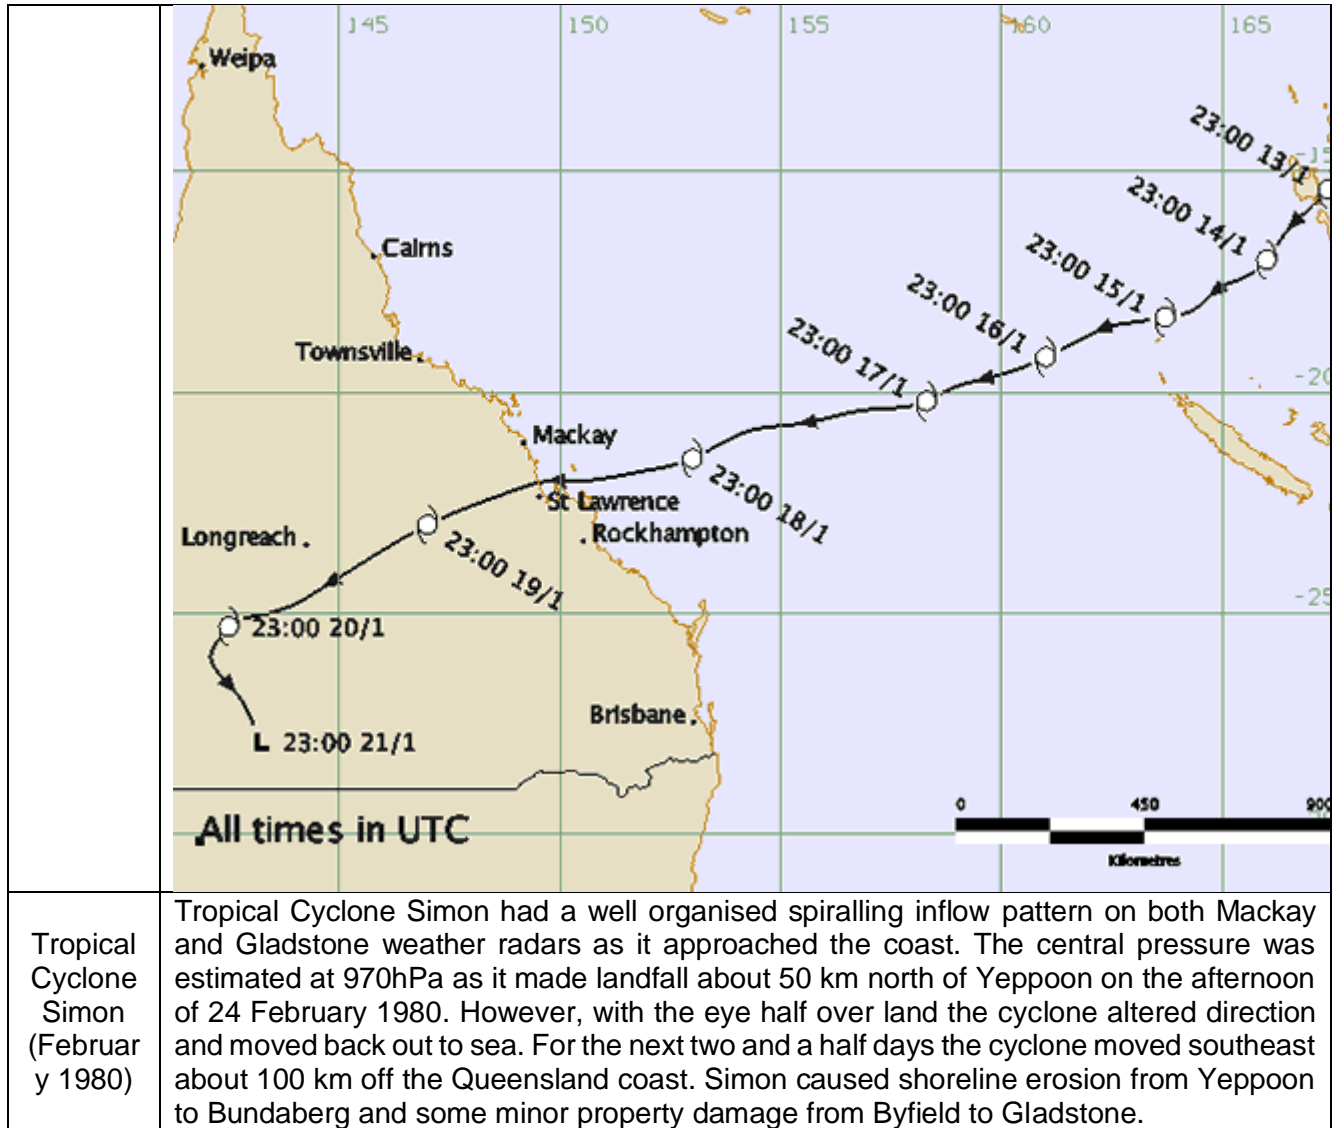 145 150 155 160 165
Weipa
23:00 13/1
-15
23:00 14/1
Cairns
23:00 15/1
23:00 16/1
Townsville
23:00 17/1
-20
Mackay
23:00 18/1
St Lawrence
Longreach
Rockhampton
23:00 19/1
-25
23:00 20/1
Brisbane
L 23:00 21/1
0 450 900
All times in UTC
Kilometres
Tropical
Cyclone
Simon
(Februar
y 1980)
Tropical Cyclone Simon had a well organised spiralling inflow pattern on both Mackay
and Gladstone weather radars as it approached the coast. The central pressure was
estimated at 970hPa as it made landfall about 50 km north of Yeppoon on the afternoon
of 24 February 1980. However, with the eye half over land the cyclone altered direction
and moved back out to sea. For the next two and a half days the cyclone moved southeast
about 100 km off the Queensland coast. Simon caused shoreline erosion from Yeppoon
to Bundaberg and some minor property damage from Byfield to Gladstone.